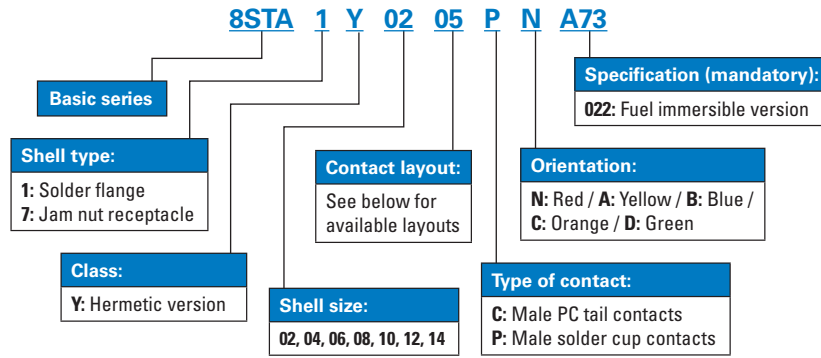 8STA 1 Y 02 05 P N A73
Basic series
Specification (mandatory):
022: Fuel immersible version
Shell type:
1: Solder flange
7: Jam nut receptacle
Contact layout:
See below for
available layouts
Orientation:
N: Red / A: Yellow / B: Blue /
C: Orange / D: Green
Class:
Y: Hermetic version
Shell size:
02, 04, 06, 08, 10, 12, 14
Type of contact:
C: Male PC tail contacts
P: Male solder cup contacts